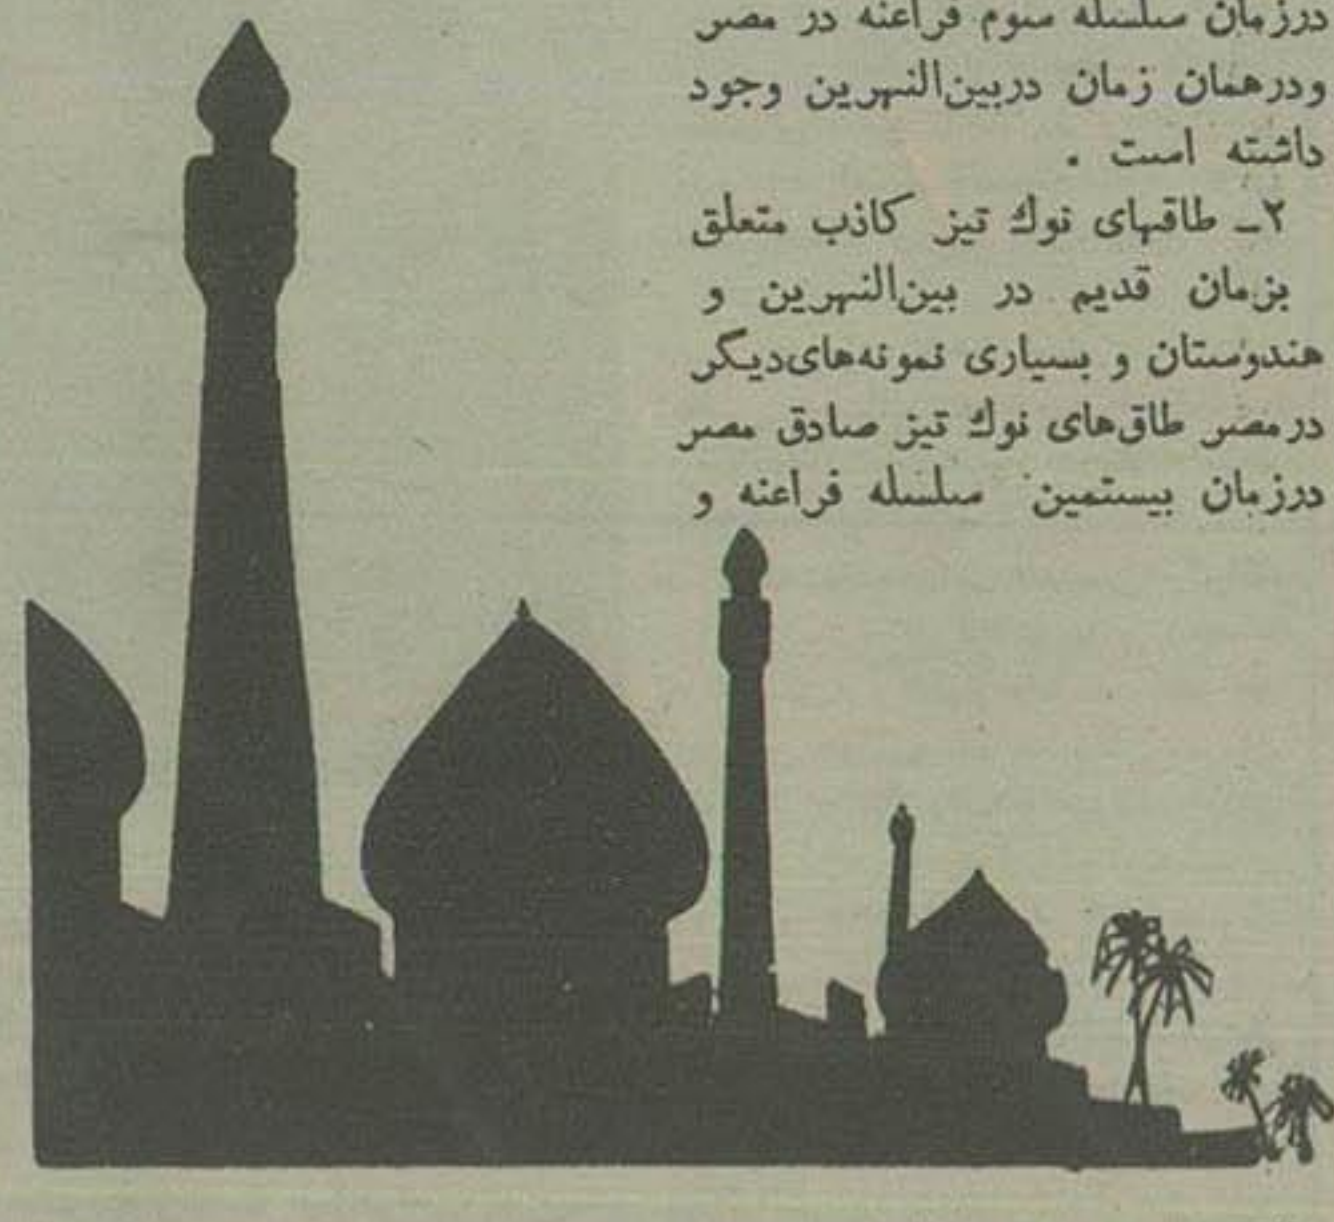 درزمان سلسله سوم فراعنه در مصر
ودرهمان زمان دربین‌النهرین وجود
داشته است .
۲ـ طاقهای نوك تیز کاذب متعلق
بزمان قدیم در بین‌النهرین و
هندوستان و بسیاری نمونه‌های‌دیگر
درمصر طاق‌های نوك تیز صادق مصر
درزمان بیستمین سلسله فراعنه و